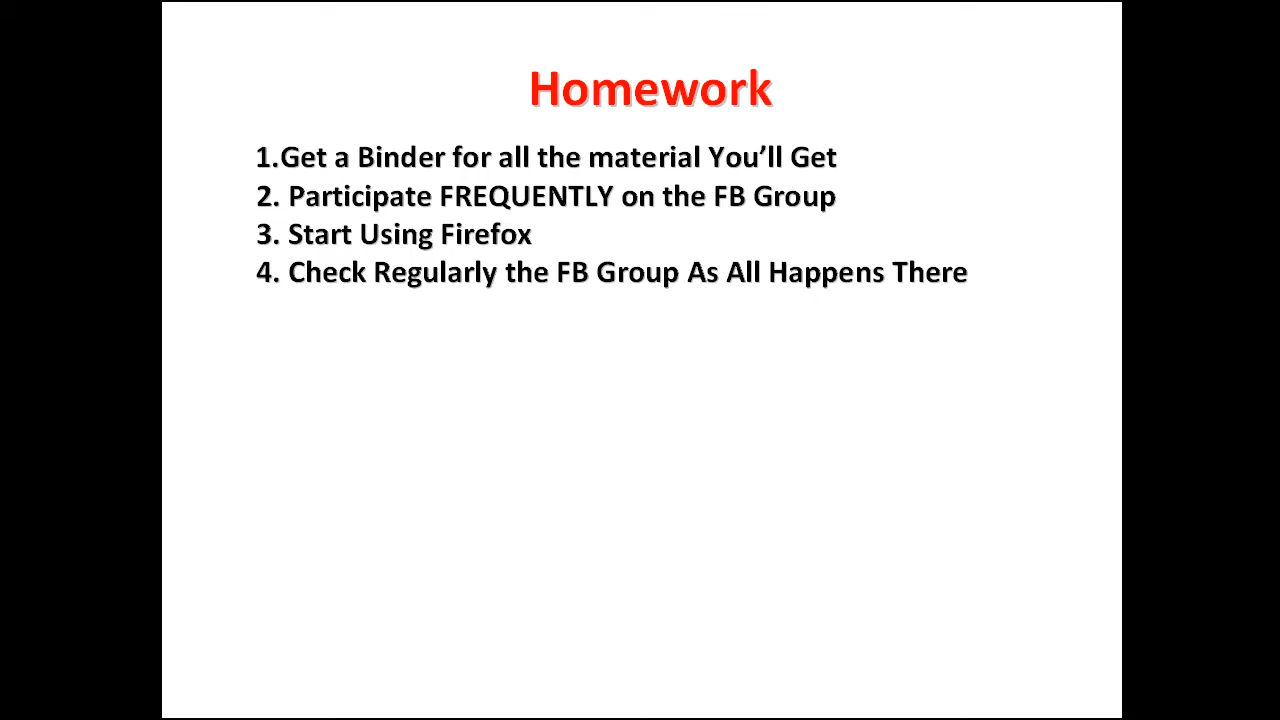 Homework
1.Get a Binder for all the material You’ll Get
2. Participate FREQUENTLY on the FB Group
3. Start Using Firefox
4. Check Regularly the FB Group As All Happens There